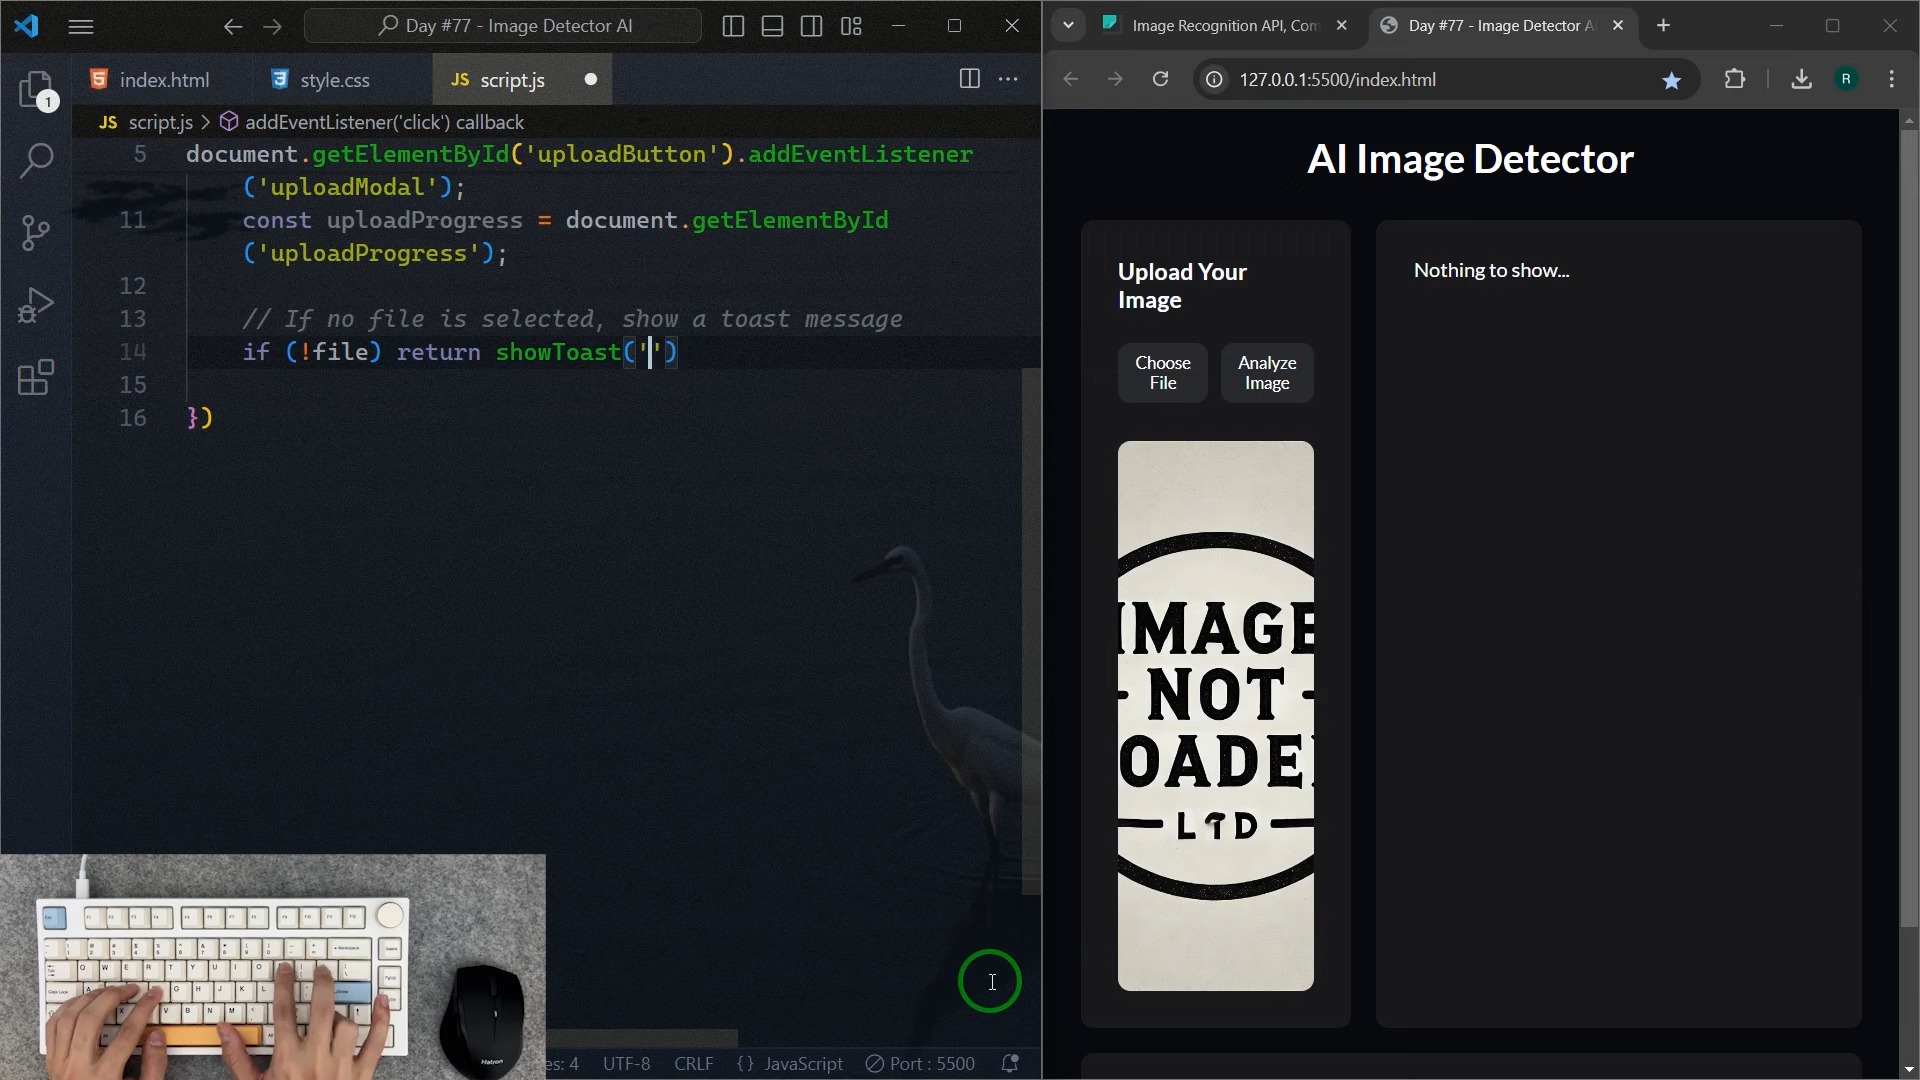 Day #77 - Image Detector AI
index.html
style.css
JS script.js
1
JS script.js > addEventListener('click') callback
5 document.getElementById('uploadButton').addEventListener
('uploadModal');
11 const uploadProgress = document.getElementById
('uploadProgress');
12
13 // If no file is selected, show a toast message
14 if (!file) return showToast('')
15
16 })
UTF-8 CRLF {} JavaScript Port : 5500
Image Recognition API, Com
Day #77 - Image Detector A
127.0.0.1:5500/index.html
R
AI Image Detector
Upload Your
Image
Choose
File
Analyze
Image
IMAGE
- NOT -
OADE
LTD
Nothing to show...
Hatron